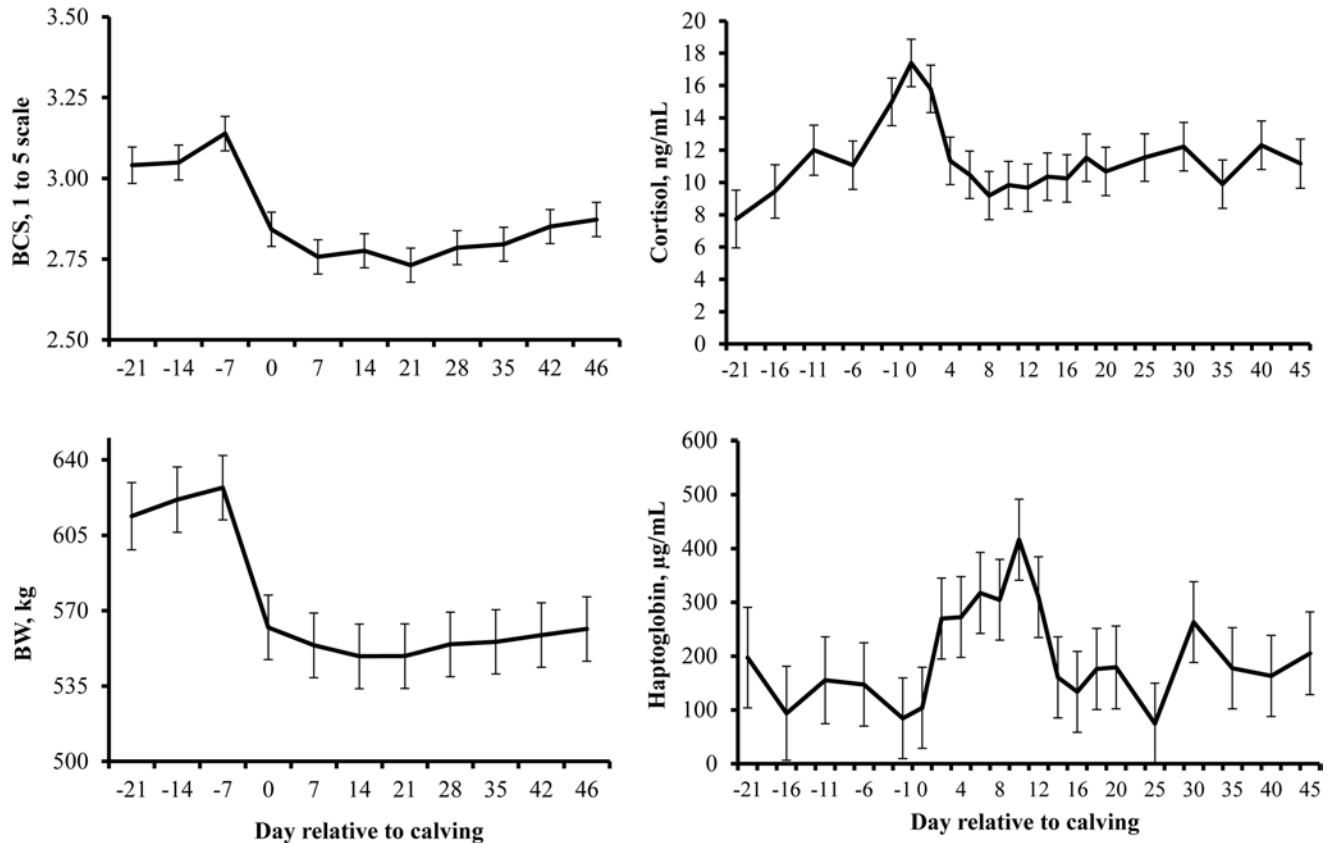 BCS, 1 to 5 scale
3.50
3.25
3.00
2.75
2.50
-21 -14 -7 0 7 14 21 28 35 42 46
Cortisol, ng/mL
20
18
16
14
12
10
8
6
4
2
0
-21 -16 -11 -6 -1 0 4 8 12 16 20 30 35 40 45
BW, kg
640
605
570
535
500
-21 -14 -7 0 7 14 21 28 35 42 46
Day relative to calving
Haptoglobin, µg/mL
600
500
400
300
200
100
0
-21 -16 -11 -6 -1 0 4 8 12 16 20 25 30 35 40 45
Day relative to calving